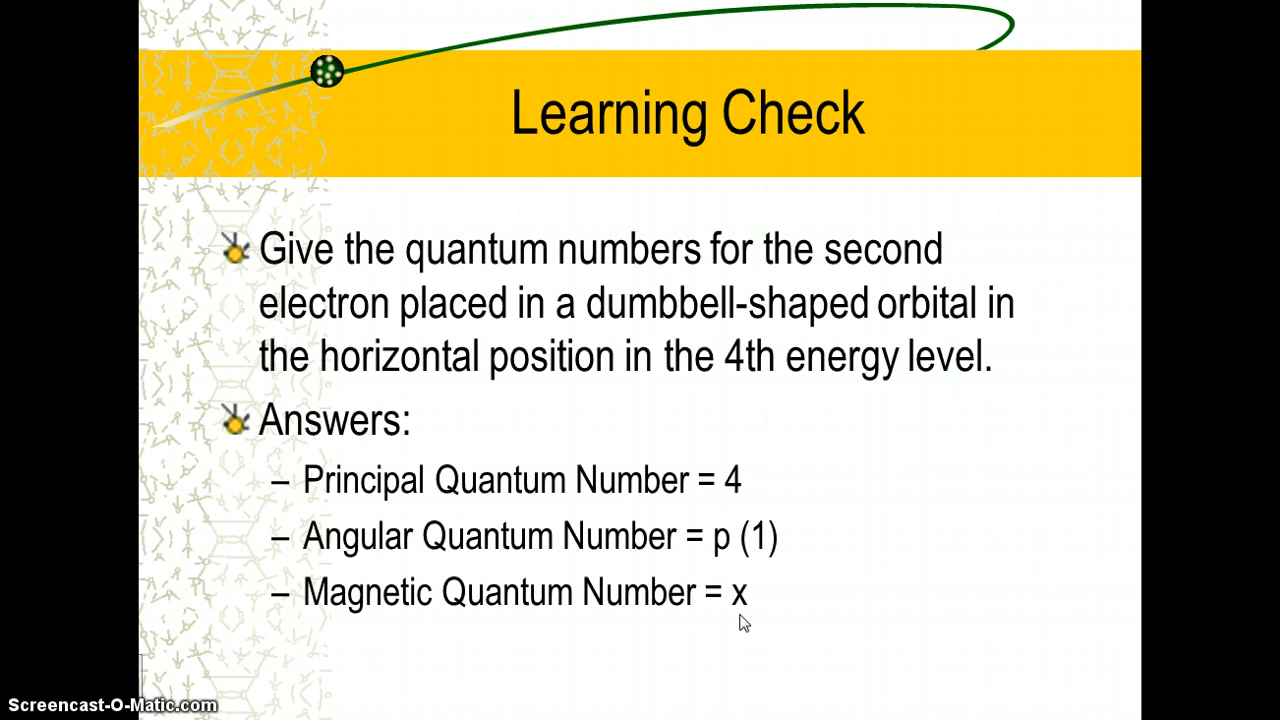 Learning Check
Give the quantum numbers for the second
electron placed in a dumbbell-shaped orbital in
the horizontal position in the 4th energy level.
Answers:
– Principal Quantum Number = 4
– Angular Quantum Number = p (1)
– Magnetic Quantum Number = x
Screencast-O-Matic.com